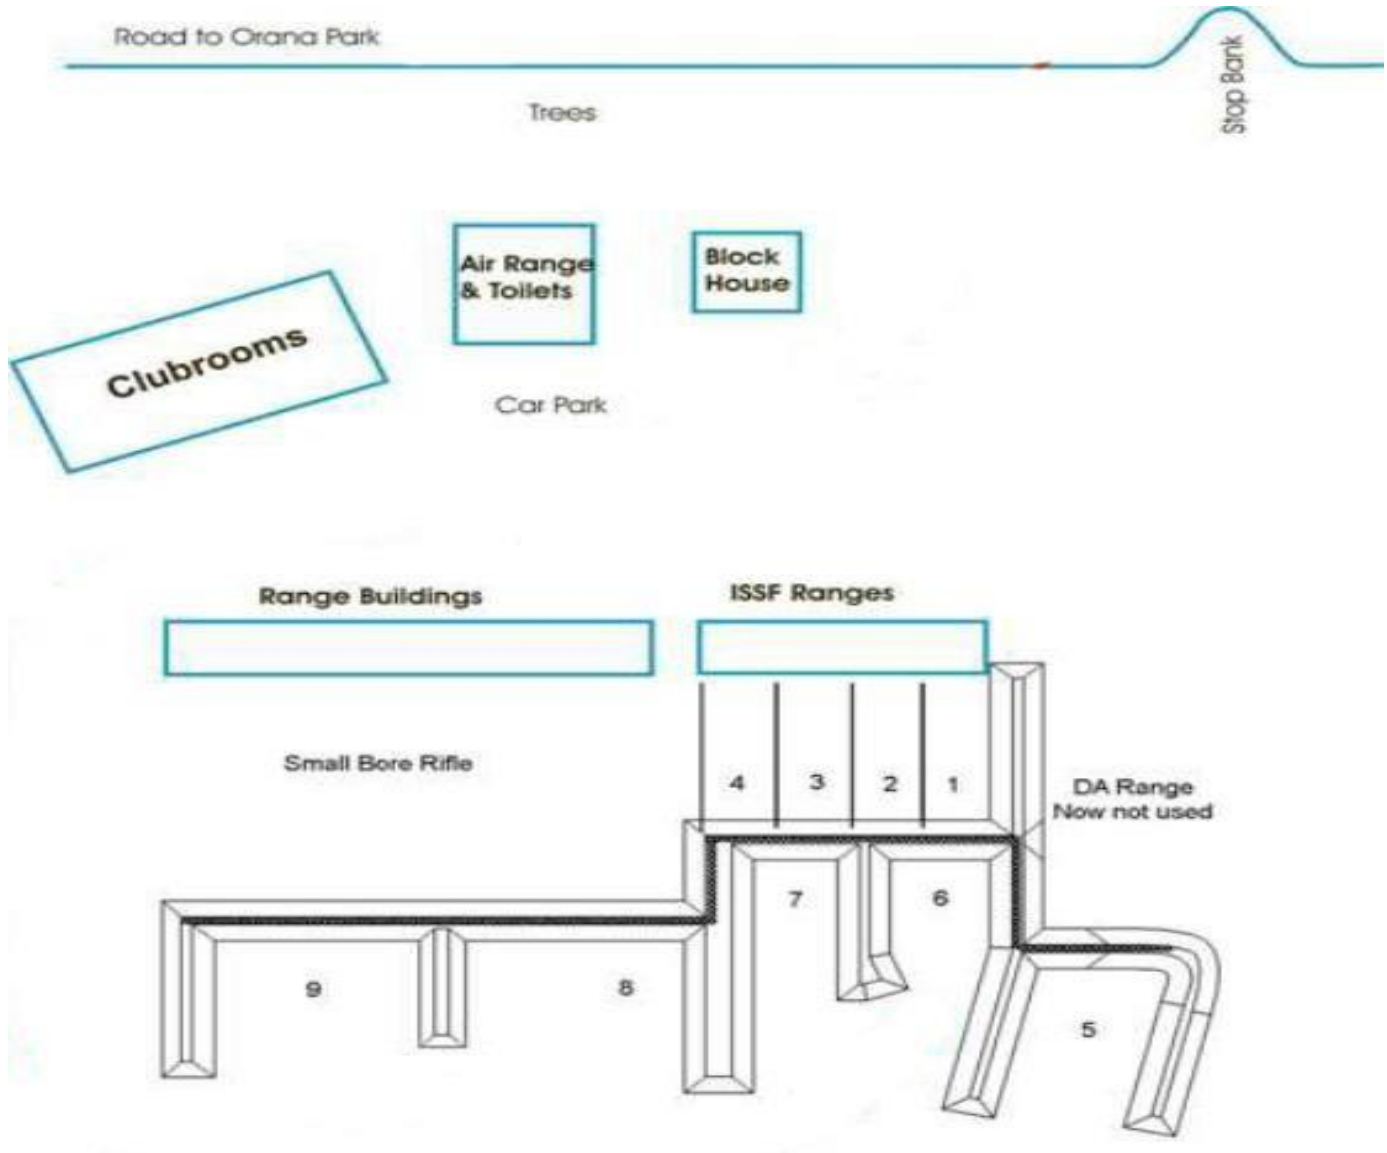 Road to Orana Park
Stop Bank
Trees
Air Range
& Toilets
Block
House
Clubrooms
Car Park
Range Buildings
ISSF Ranges
Small Bore Rifle
4
3
2
1
DA Range
Now not used
7
6
9
8
5